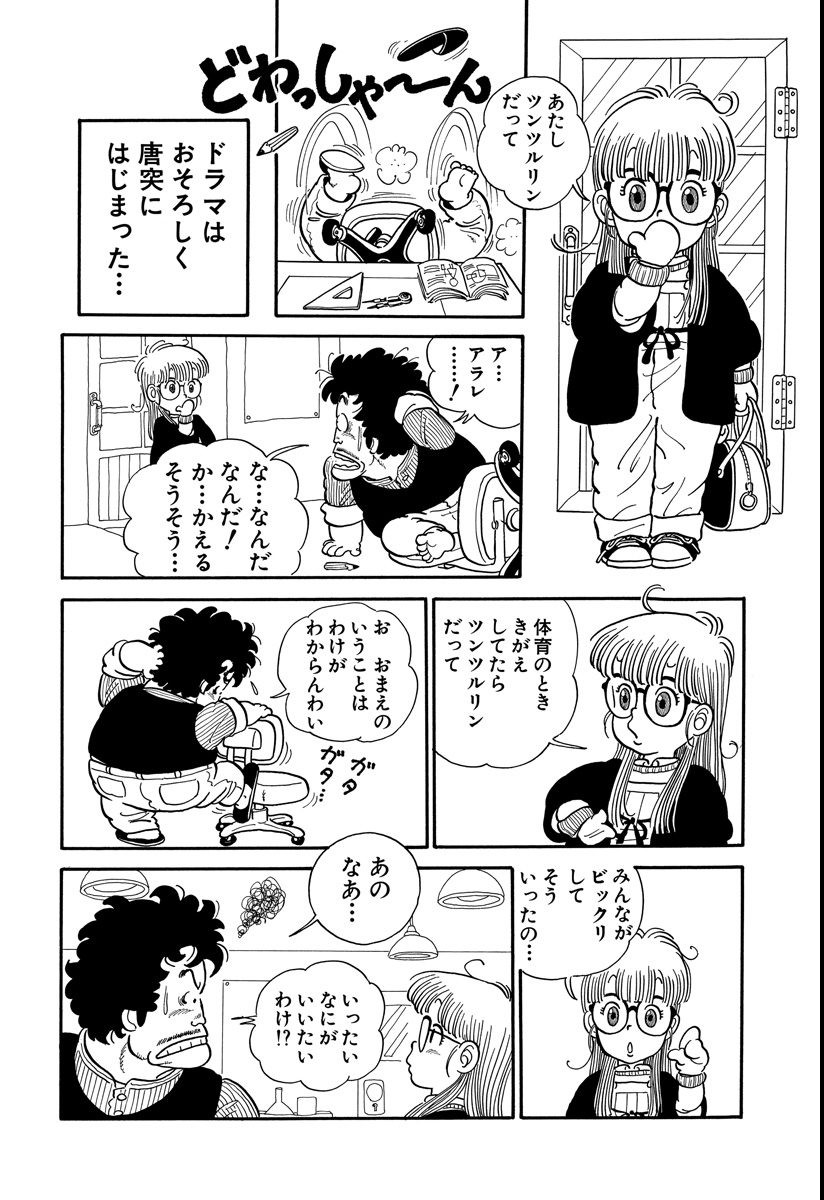 あたし
ツンツルリン
だって
どわっしゃ〜ん
ドラマは
おそろしく
唐突に
はじまった…
ア…
アラレ
……!
な…なんだ
なんだ!
か…かえる
そうそう…
体育のとき
きがえ
してたら
ツンツルリン
だって
お おまえの
いうことは
わけが
わからんわい
ガタ
ガタ…
みんなが
ビックリ
して
そう
いったの…
あの
なあ…
いったい
なにが
いいたい
わけ!?